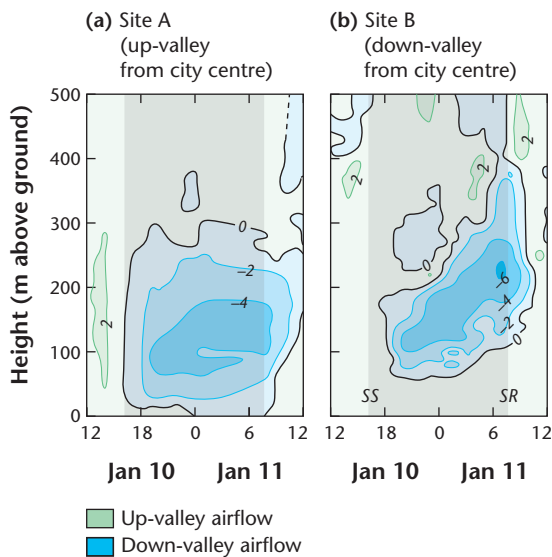 (a) Site A
(up-valley
from city centre)
(b) Site B
(down-valley
from city centre)
Height (m above ground)
500
400
300
200
100
0
2
0
−2
−4
2
2
2
0
−6
−4
−2
0
SS
SR
12
18
0
6
12
12
18
0
6
12
Jan 10
Jan 11
Jan 10
Jan 11
Up-valley airflow
Down-valley airflow